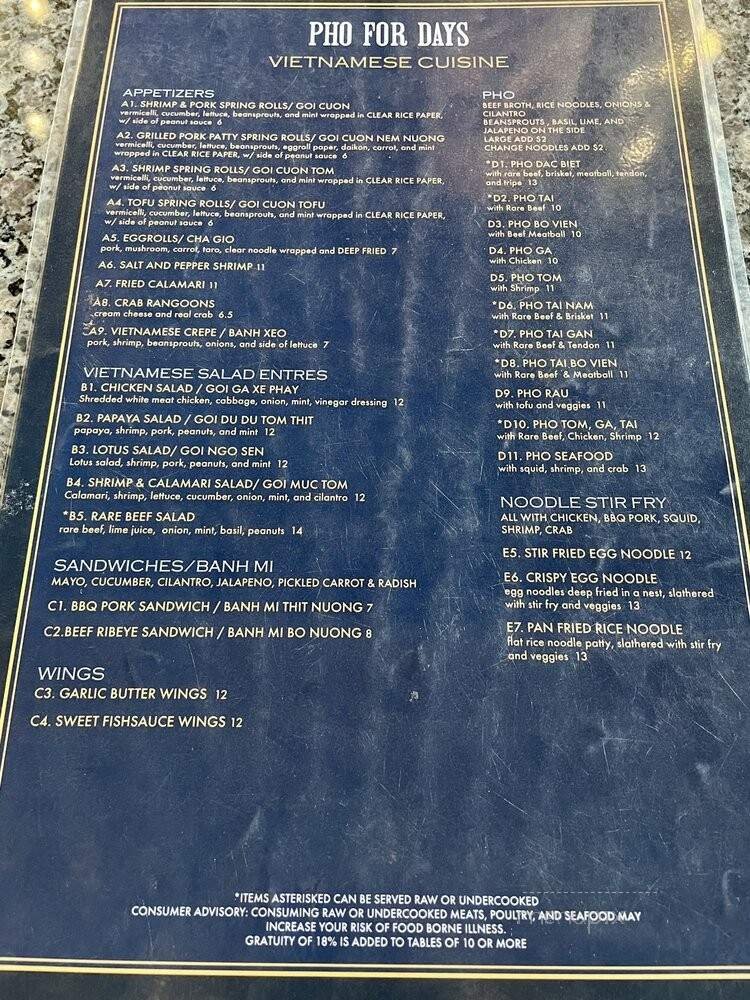 PHO FOR DAYS
VIETNAMESE CUISINE
APPETIZERS
A1. SHRIMP & PORK SPRING ROLLS/ GOI CUON
vermicelli, cucumber, lettuce, beansprouts, and mint wrapped in CLEAR RICE PAPER,
w/ side of peanut sauce 6
A2. GRILLED PORK PATTY SPRING ROLLS/ GOI CUON NEM NUONG
vermicelli, cucumber, lettuce, beansprouts, eggroll paper, daikon, carrot, and mint
wrapped in CLEAR RICE PAPER, w/ side of peanut sauce 6
A3. SHRIMP SPRING ROLLS/ GOI CUON TOM
vermicelli, cucumber, lettuce, beansprouts, and mint wrapped in CLEAR RICE PAPER,
w/ side of peanut sauce 6
A4. TOFU SPRING ROLLS/ GOI CUON TOFU
vermicelli, cucumber, lettuce, beansprouts, and mint wrapped in CLEAR RICE PAPER,
w/ side of peanut sauce 6
A5. EGGROLLS/ CHA GIO
pork, mushroom, carrot, taro, clear noodle wrapped and DEEP FRIED 7
A6. SALT AND PEPPER SHRIMP 11
A7. FRIED CALAMARI 11
A8. CRAB RANGOONS
cream cheese and real crab 6.5
A9. VIETNAMESE CREPE / BANH XEO
pork, shrimp, beansprouts, onions, and side of lettuce 7
VIETNAMESE SALAD ENTRES
B1. CHICKEN SALAD / GOI GA XE PHAY
Shredded white meat chicken, cabbage, onion, mint, vinegar dressing 12
B2. PAPAYA SALAD / GOI DU DU TOM THIT
papaya, shrimp, pork, peanuts, and mint 12
B3. LOTUS SALAD/ GOI NGO SEN
Lotus salad, shrimp, pork, peanuts, and mint 12
B4. SHRIMP & CALAMARI SALAD/ GOI MUC TOM
Calamari, shrimp, lettuce, cucumber, onion, mint, and cilantro 12
*B5. RARE BEEF SALAD
rare beef, lime juice, onion, mint, basil, peanuts 14
SANDWICHES/BANH MI
MAYO, CUCUMBER, CILANTRO, JALAPENO, PICKLED CARROT & RADISH
C1. BBQ PORK SANDWICH / BANH MI THIT NUONG 7
C2.BEEF RIBEYE SANDWICH / BANH MI BO NUONG 8
WINGS
C3. GARLIC BUTTER WINGS 12
C4. SWEET FISHSAUCE WINGS 12
PHO
BEEF BROTH, RICE NOODLES, ONIONS &
CILANTRO
BEANSPROUTS , BASIL, LIME, AND
JALAPENO ON THE SIDE
LARGE ADD $2
CHANGE NOODLES ADD $2
*D1. PHO DAC BIET
with rare beef, brisket, meatball, tendon,
and tripe 13
*D2. PHO TAI
with Rare Beef 10
D3. PHO BO VIEN
with Beef Meatball 10
D4. PHO GA
with Chicken 10
D5. PHO TOM
with Shrimp 11
*D6. PHO TAI NAM
with Rare Beef & Brisket 11
*D7. PHO TAI GAN
with Rare Beef & Tendon 11
*D8. PHO TAI BO VIEN
with Rare Beef & Meatball 11
D9. PHO RAU
with tofu and veggies 11
*D10. PHO TOM, GA, TAI
with Rare Beef, Chicken, Shrimp 12
D11. PHO SEAFOOD
with squid, shrimp, and crab 13
NOODLE STIR FRY
ALL WITH CHICKEN, BBQ PORK, SQUID,
SHRIMP, CRAB
E5. STIR FRIED EGG NOODLE 12
E6. CRISPY EGG NOODLE
egg noodles deep fried in a nest, slathered
with stir fry and veggies 13
E7. PAN FRIED RICE NOODLE
flat rice noodle patty, slathered with stir fry
and veggies 13
*ITEMS ASTERISKED CAN BE SERVED RAW OR UNDERCOOKED
CONSUMER ADVISORY: CONSUMING RAW OR UNDERCOOKED MEATS, POULTRY, AND SEAFOOD MAY
INCREASE YOUR RISK OF FOOD BORNE ILLNESS.
GRATUITY OF 18% IS ADDED TO TABLES OF 10 OR MORE